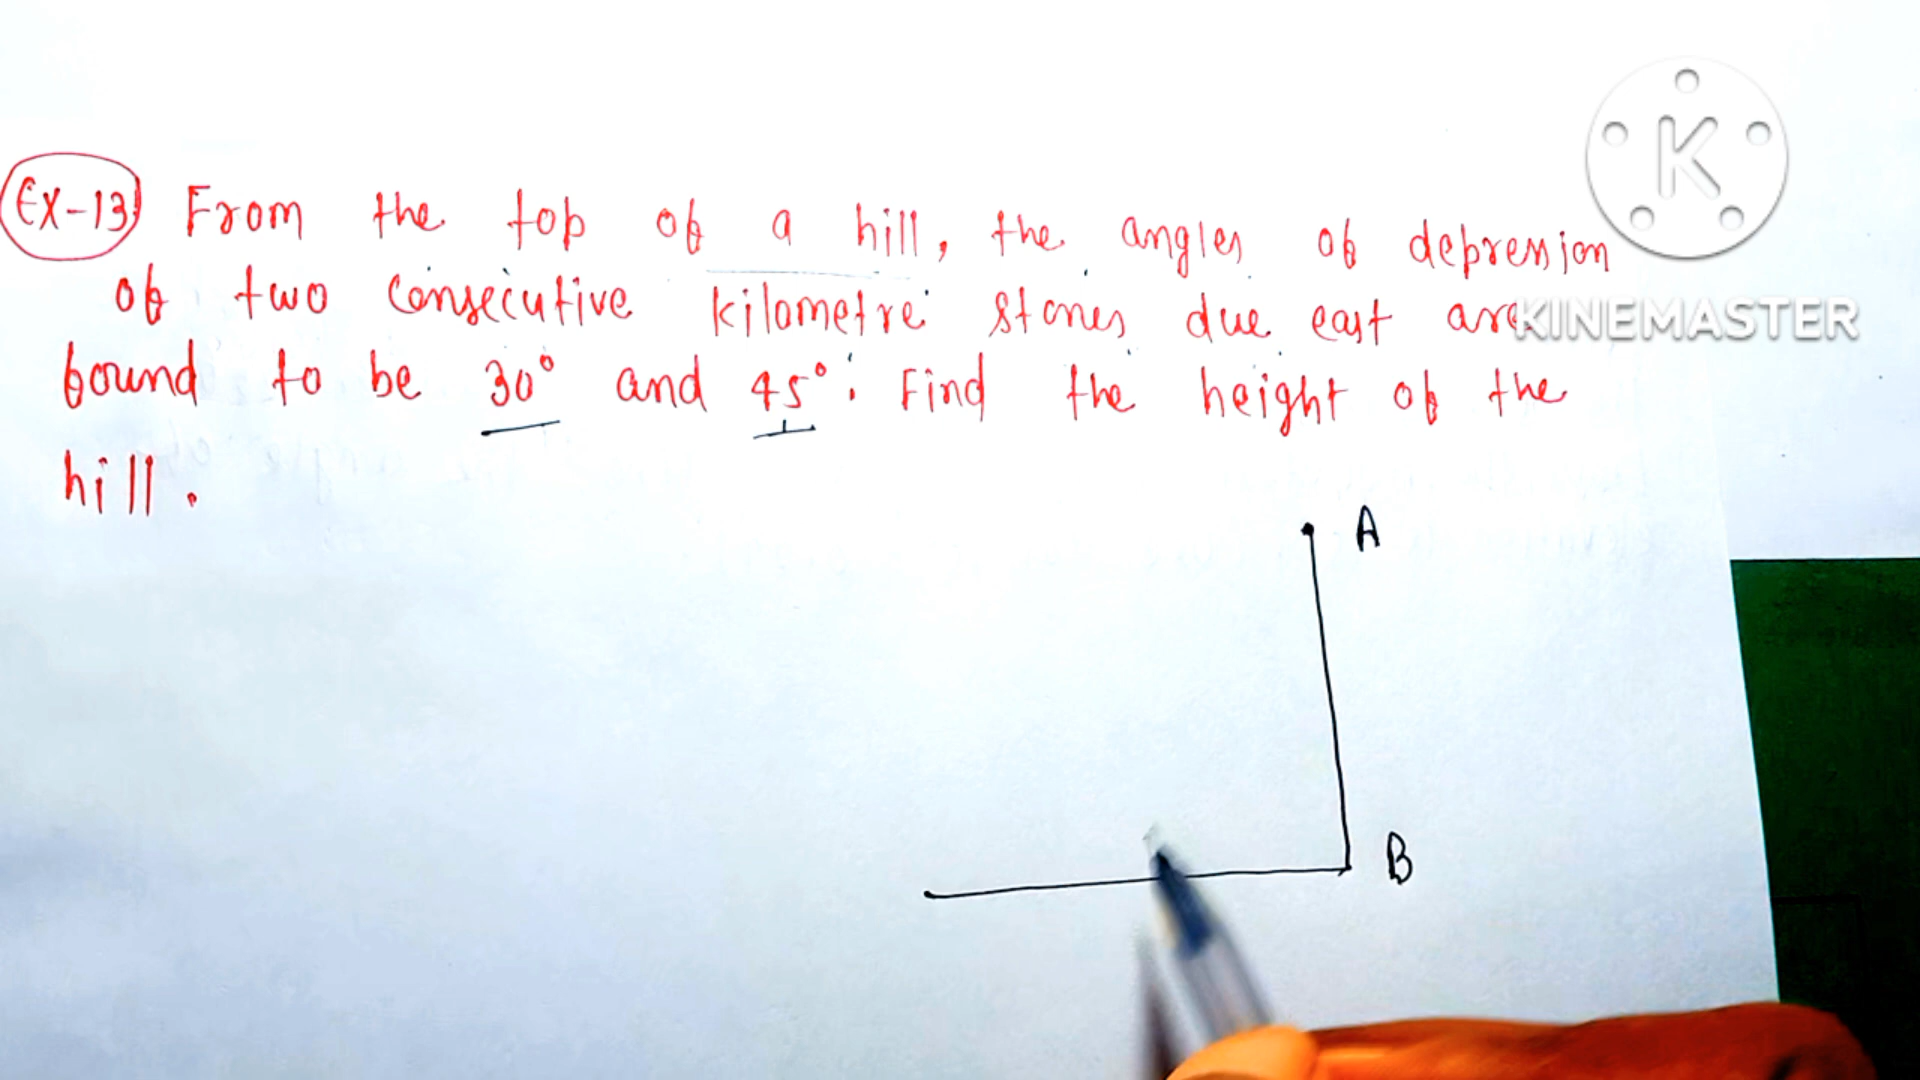 Ex-13) From the top of a hill, the angles of depression
of two consecutive kilometre stones due east are
found to be 30° and 45°. Find the height of the
hill.
K
KINEMASTER
A
B